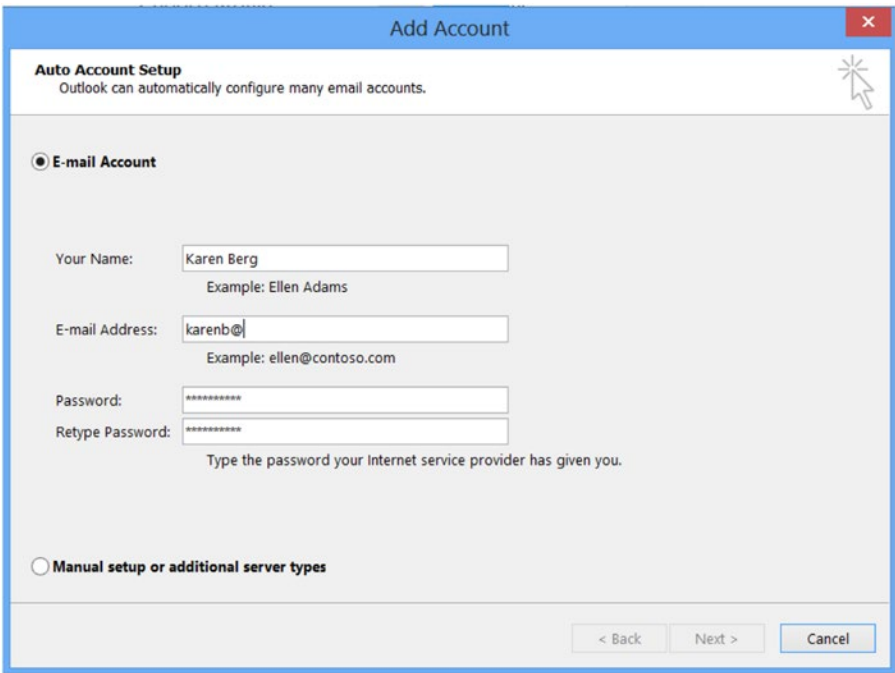 Add Account
Auto Account Setup
Outlook can automatically configure many email accounts.
E-mail Account
Your Name: Karen Berg
Example: Ellen Adams
E-mail Address: karenb@
Example: ellen@contoso.com
Password: **********
Retype Password: **********
Type the password your Internet service provider has given you.
Manual setup or additional server types
< Back Next > Cancel